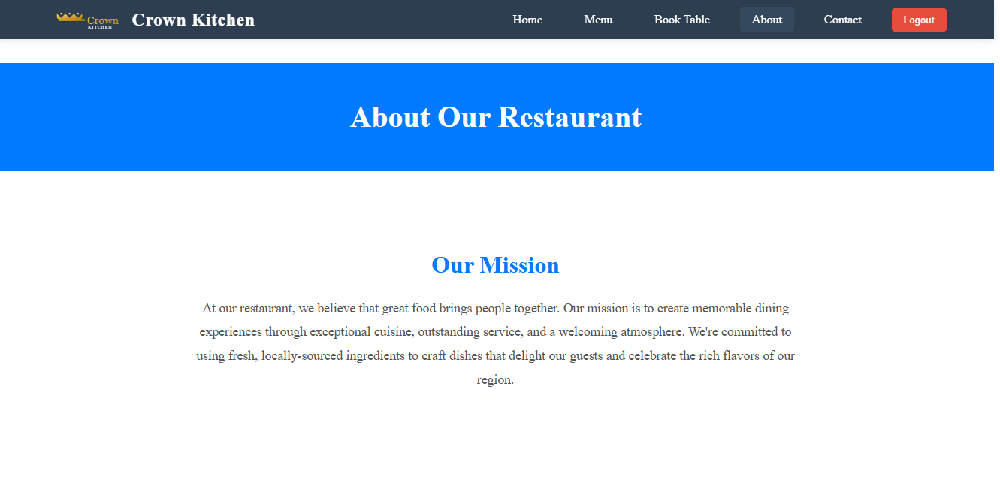 Crown
KITCHEN
Crown Kitchen
Home
Menu
Book Table
About
Contact
Logout
About Our Restaurant
Our Mission
At our restaurant, we believe that great food brings people together. Our mission is to create memorable dining
experiences through exceptional cuisine, outstanding service, and a welcoming atmosphere. We're committed to
using fresh, locally-sourced ingredients to craft dishes that delight our guests and celebrate the rich flavors of our
region.